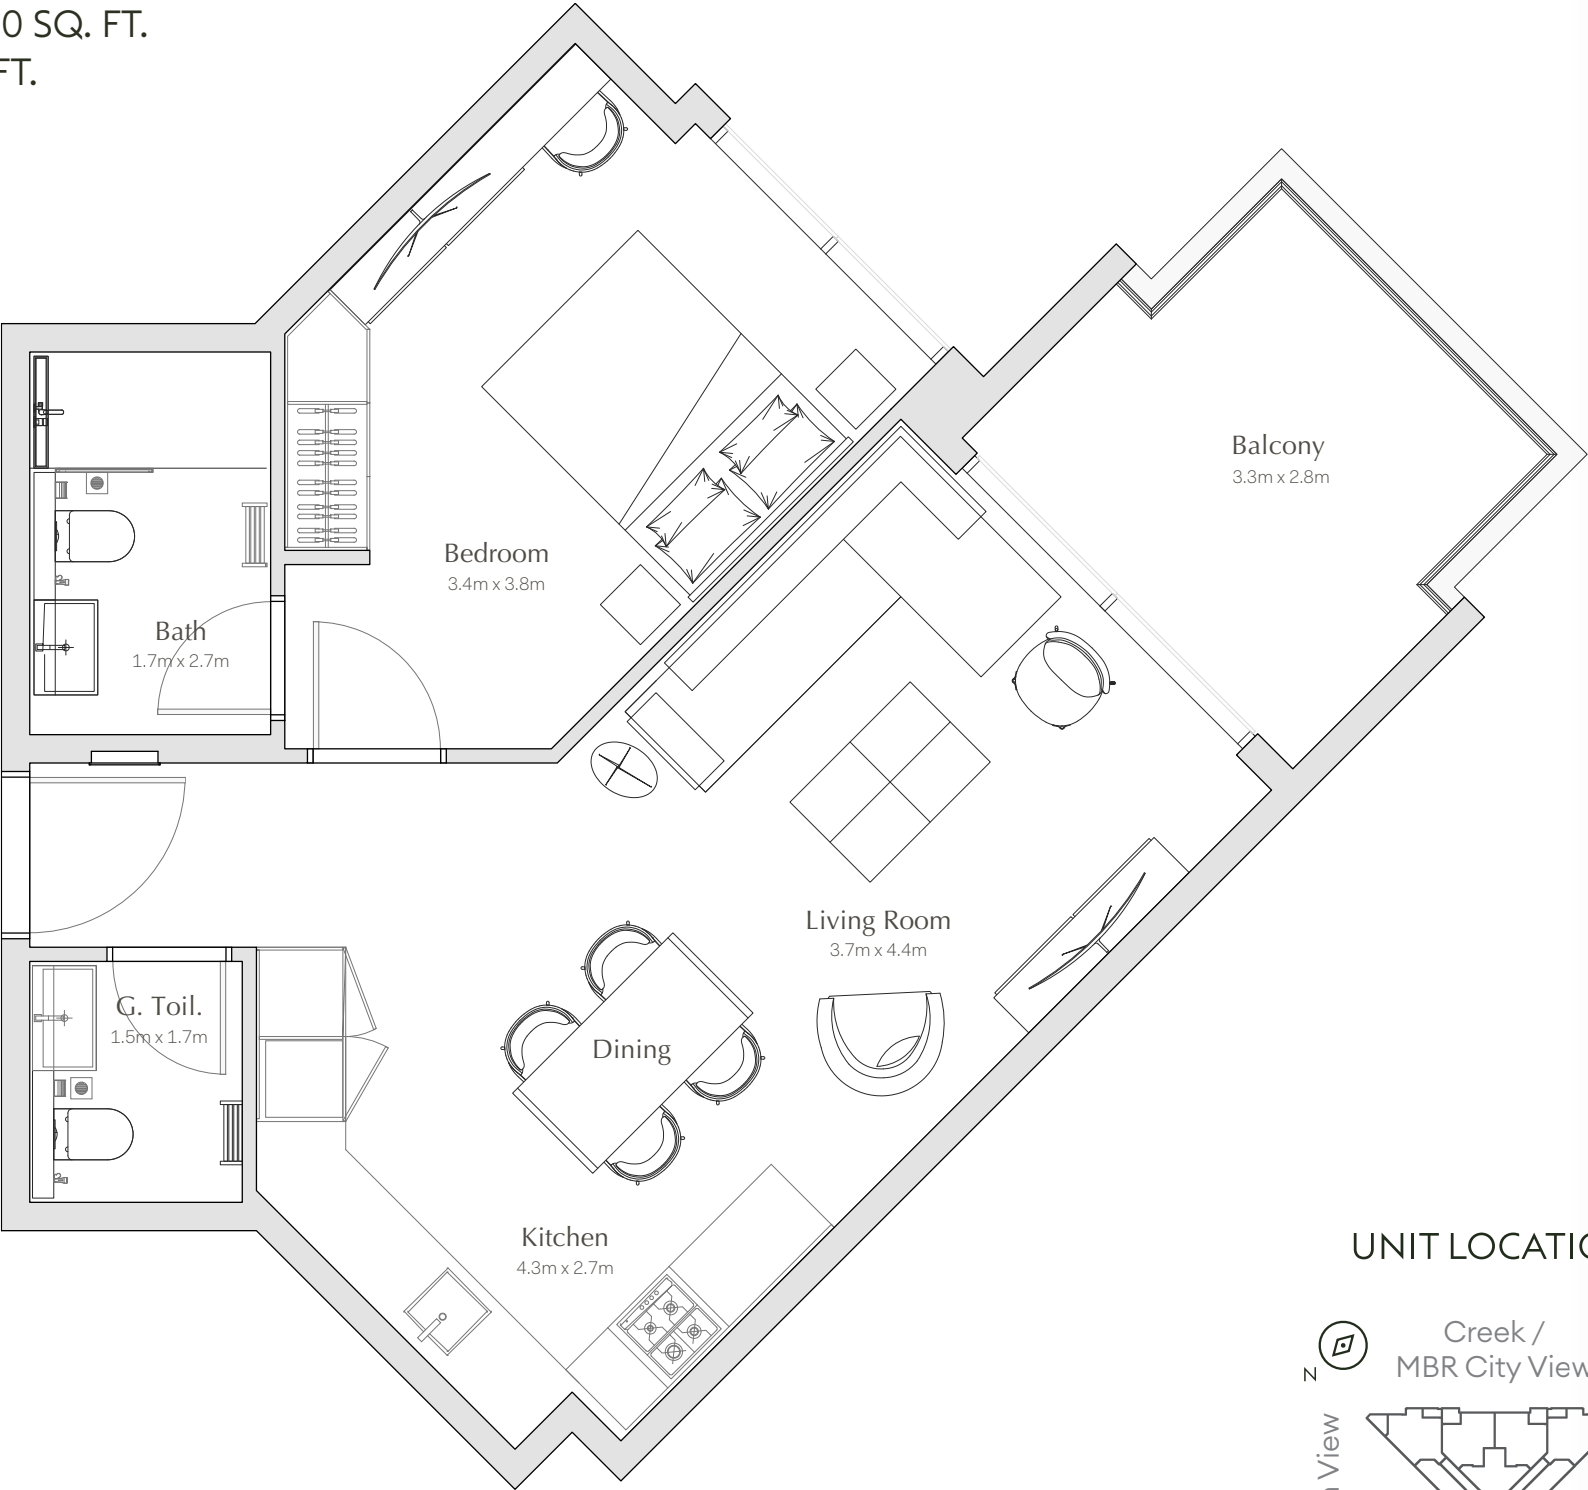 0 SQ. FT.
FT.
Balcony
3.3m x 2.8m
Bedroom
3.4m x 3.8m
Bath
1.7m x 2.7m
Living Room
3.7m x 4.4m
G. Toil.
1.5m x 1.7m
Dining
Kitchen
4.3m x 2.7m
UNIT LOCATIO
N
Creek /
MBR City View
View